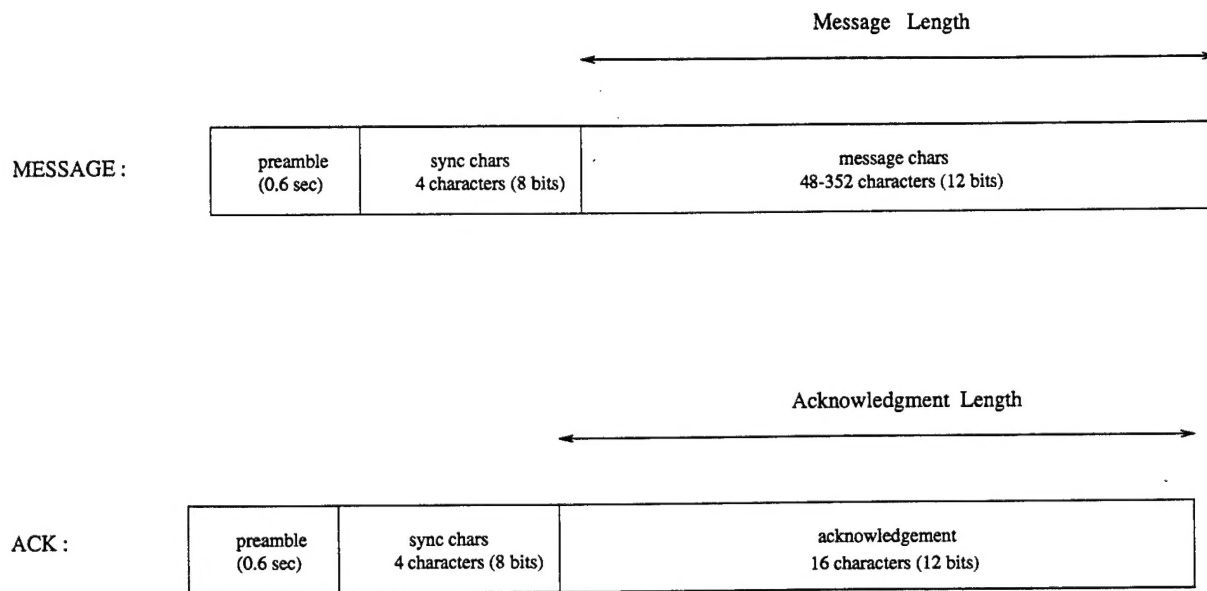 Message Length
MESSAGE :
preamble
(0.6 sec)
sync chars
4 characters (8 bits)
message chars
48-352 characters (12 bits)
Acknowledgment Length
ACK :
preamble
(0.6 sec)
sync chars
4 characters (8 bits)
acknowledgement
16 characters (12 bits)